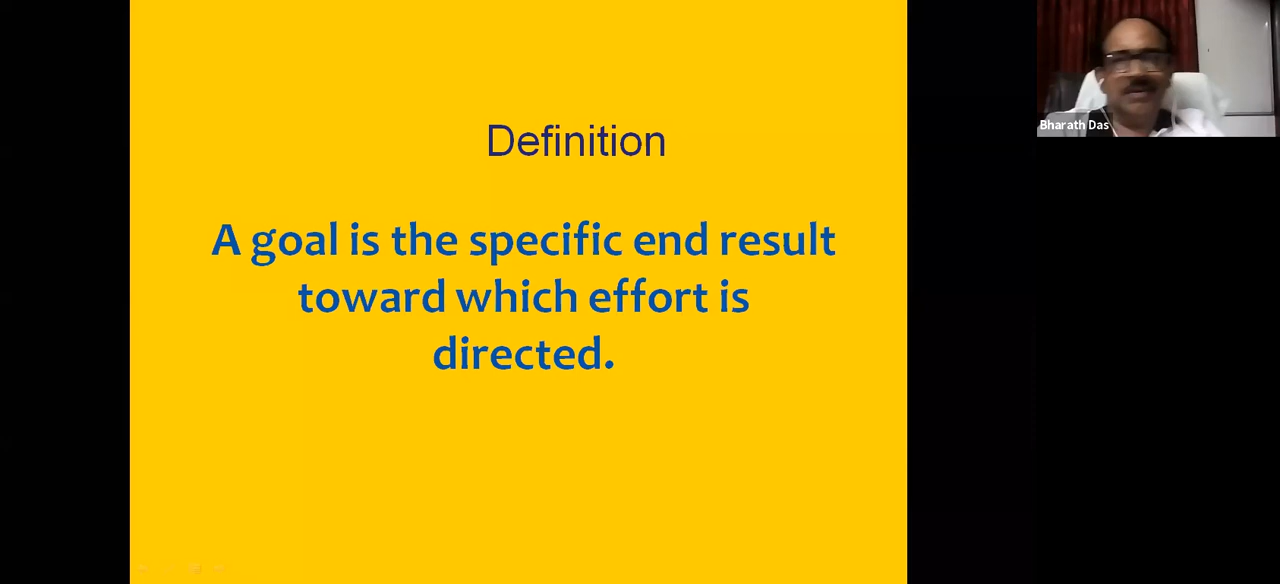 Definition
A goal is the specific end result
toward which effort is
directed.
Bharath Das